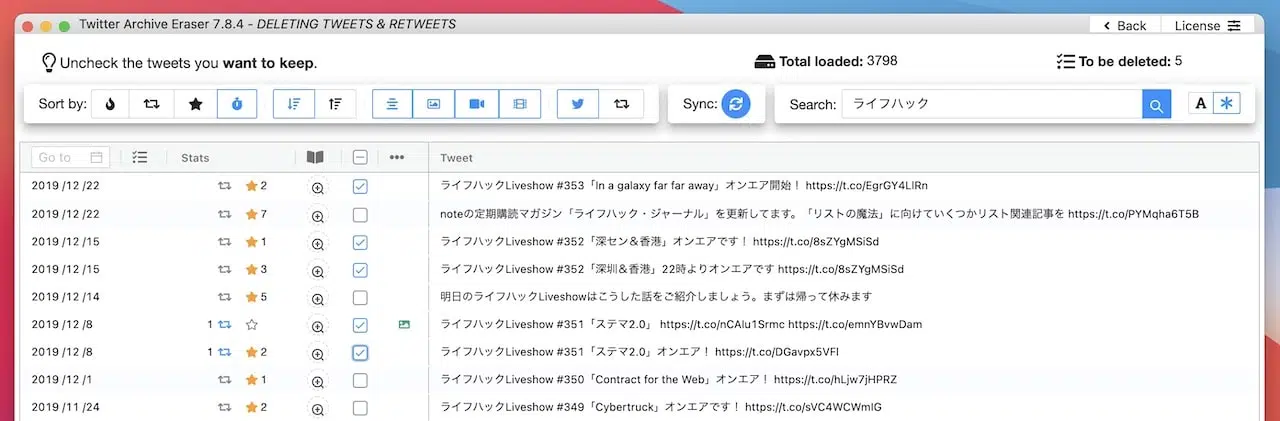 Twitter Archive Eraser 7.8.4 - DELETING TWEETS & RETWEETS
Back License
Uncheck the tweets you want to keep. Total loaded: 3798 To be deleted: 5
Sort by: Sync: Search: ライフハック A
Go to Stats Tweet
2019 /12 /22 2 ライフハックLiveshow #353「In a galaxy far far away」オンエア開始！ https://t.co/EgrGY4LlRn
2019 /12 /22 7 noteの定期購読マガジン「ライフハック・ジャーナル」を更新してます。「リストの魔法」に向けていくつかリスト関連記事を https://t.co/PYMqha6T5B
2019 /12 /15 1 ライフハックLiveshow #352「深セン＆香港」オンエアです！ https://t.co/8sZYgMSiSd
2019 /12 /15 3 ライフハックLiveshow #352「深圳＆香港」22時よりオンエアです https://t.co/8sZYgMSiSd
2019 /12 /14 5 明日のライフハックLiveshowはこうした話をご紹介しましょう。まずは帰って休みます
2019 /12 /8 1 ライフハックLiveshow #351「ステマ2.0」 https://t.co/nCAlu1Srmc https://t.co/emnYBvwDam
2019 /12 /8 1 2 ライフハックLiveshow #351「ステマ2.0」オンエア！ https://t.co/DGavpx5VFI
2019 /12 /1 1 ライフハックLiveshow #350「Contract for the Web」オンエア！ https://t.co/hLjw7jHPRZ
2019 /11 /24 2 ライフハックLiveshow #349「Cybertruck」オンエアです！ https://t.co/sVC4WCWmIG